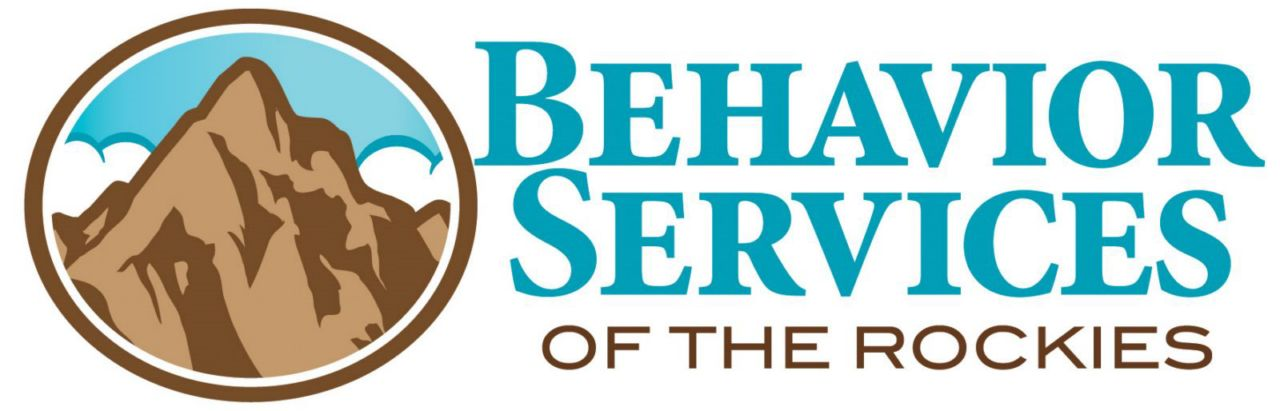 BEHAVIOR
SERVICES
OF THE ROCKIES